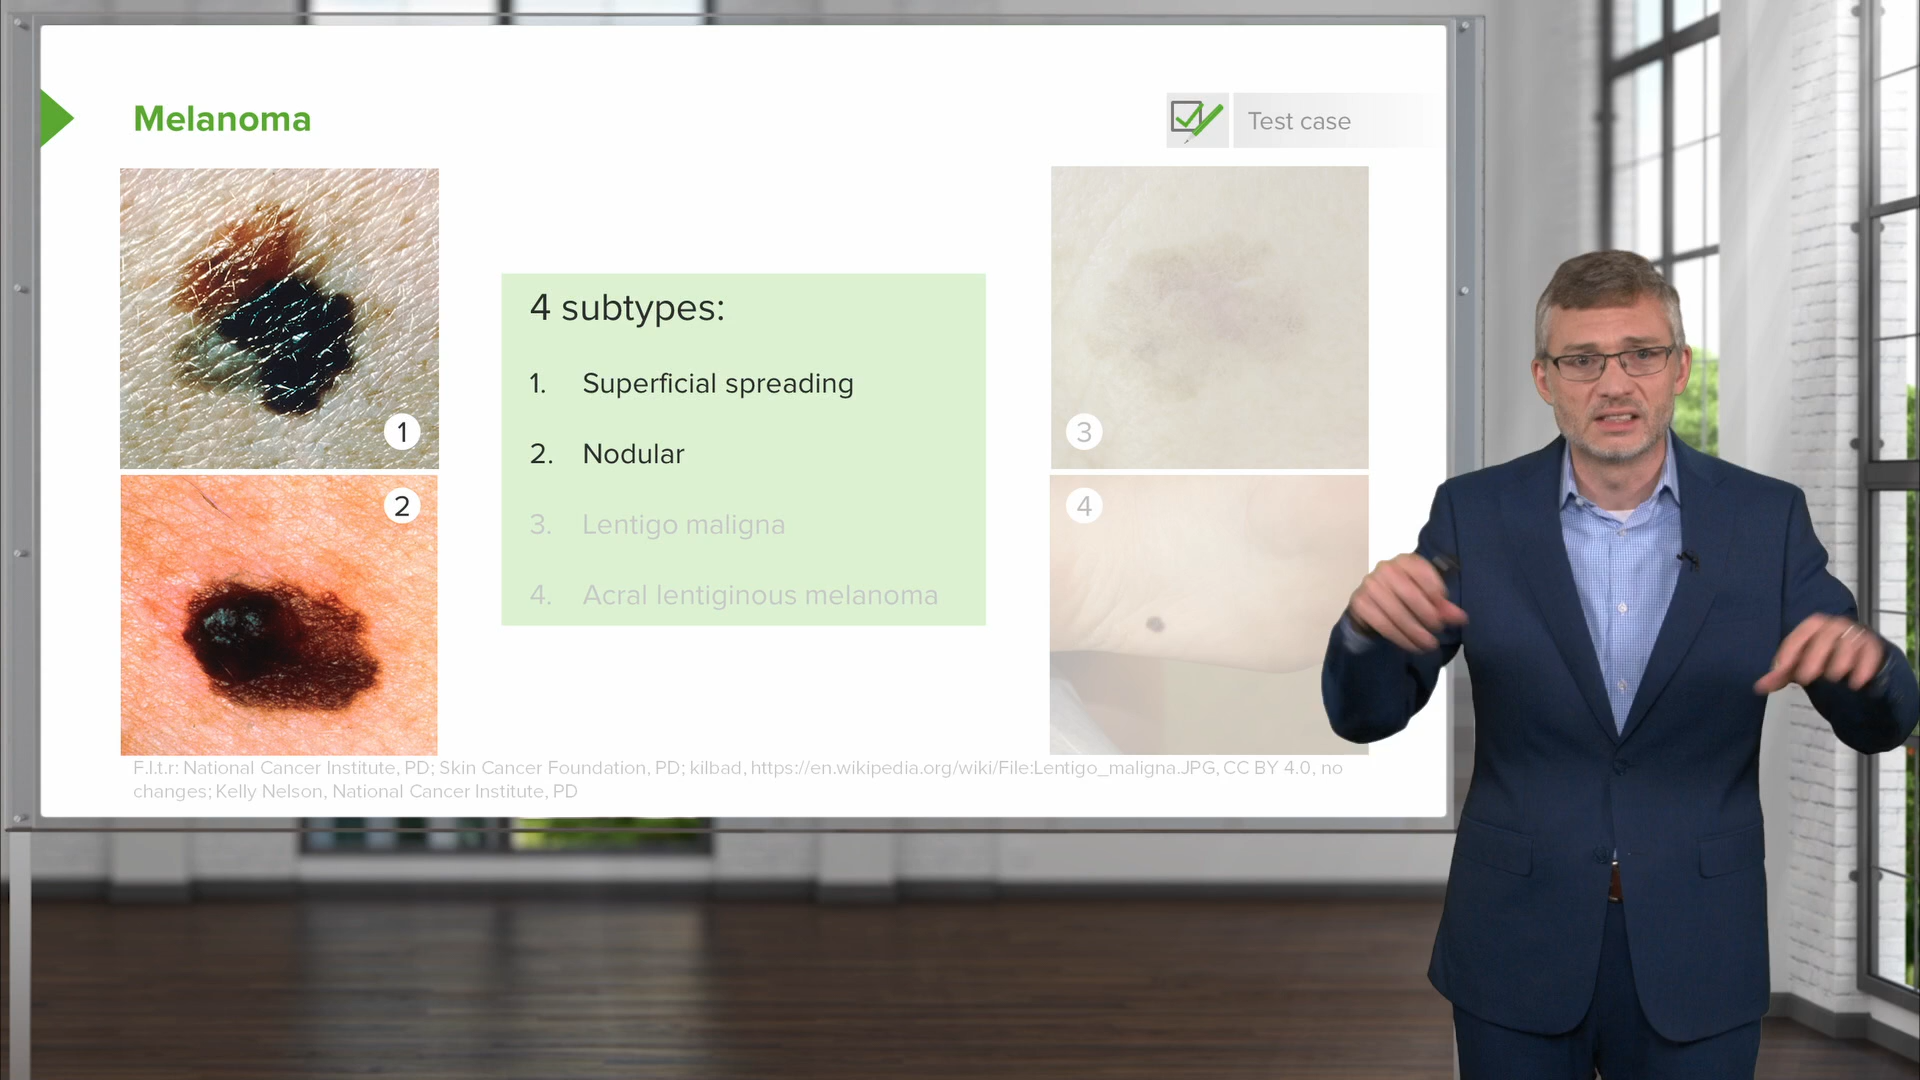 Melanoma
Test case
1
2
4 subtypes:
1. Superficial spreading
2. Nodular
3. Lentigo maligna
4. Acral lentiginous melanoma
3
4
F.l.t.r: National Cancer Institute, PD; Skin Cancer Foundation, PD; kilbad, https://en.wikipedia.org/wiki/File:Lentigo_maligna.JPG, CC BY 4.0, no
changes; Kelly Nelson, National Cancer Institute, PD